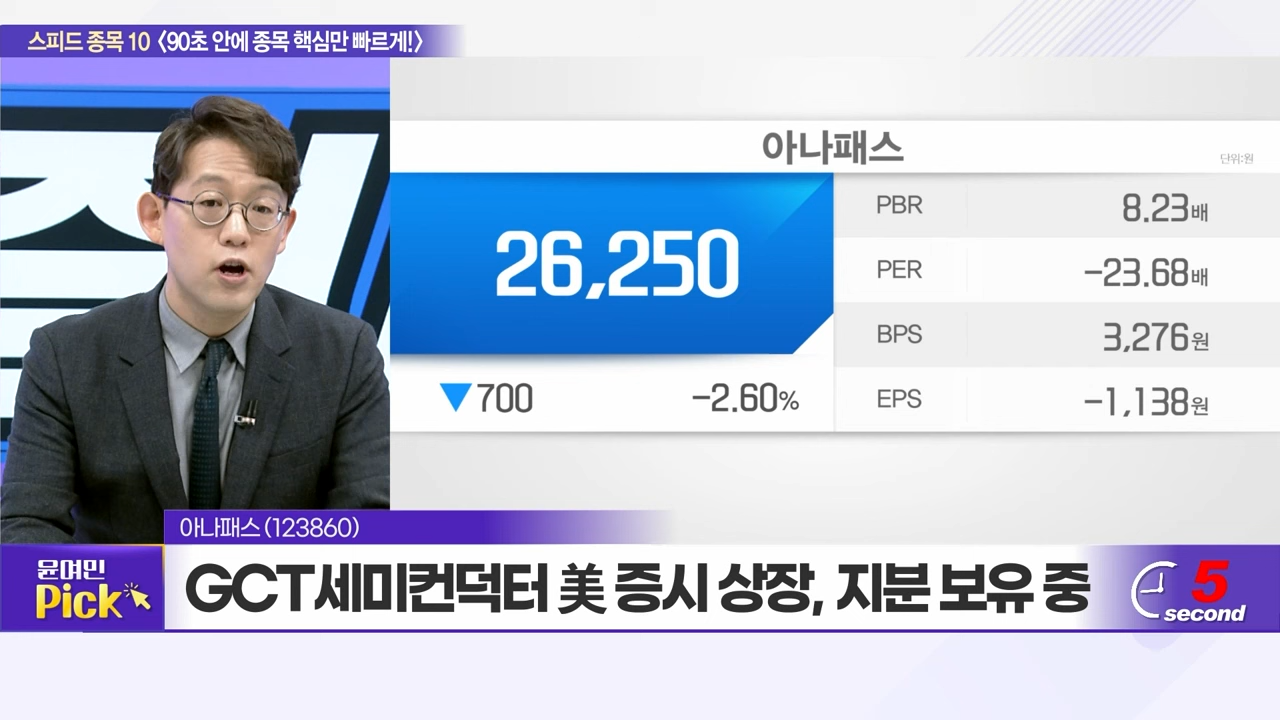 스피드 종목 10 <90초 안에 종목 핵심만 빠르게!>
아나패스
단위:원
26,250
▼700 -2.60%
PBR 8.23배
PER -23.68배
BPS 3,276원
EPS -1,138원
아나패스 (123860)
윤여민
Pick
GCT세미컨덕터 美 증시 상장, 지분 보유 중
5
second